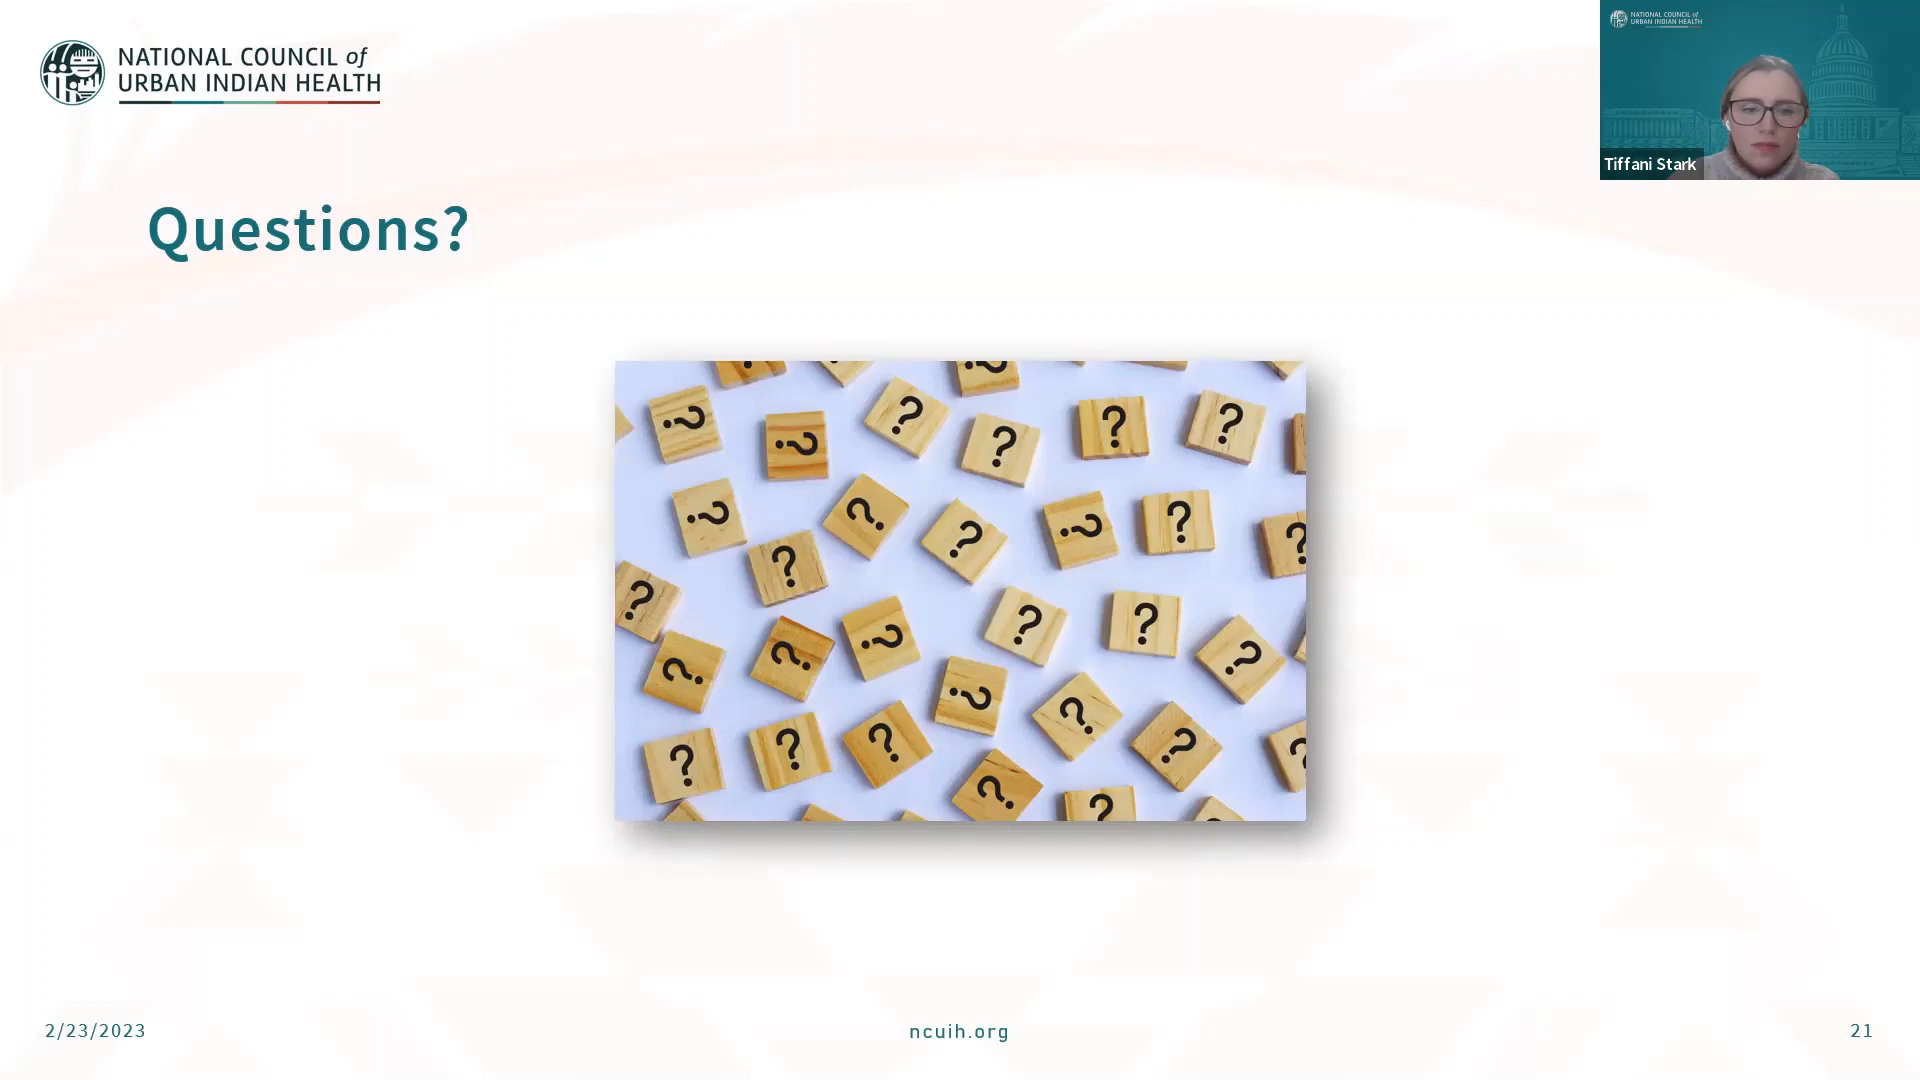 NATIONAL COUNCIL of
URBAN INDIAN HEALTH
NATIONAL COUNCIL of
URBAN INDIAN HEALTH
Tiffani Stark
Questions?
? ? ? ? ? ?
? ? ? ? ? ? ?
? ? ? ?
? ? ? ? ?
? ? ? ? ?
? ?
2/23/2023
ncuih.org
21